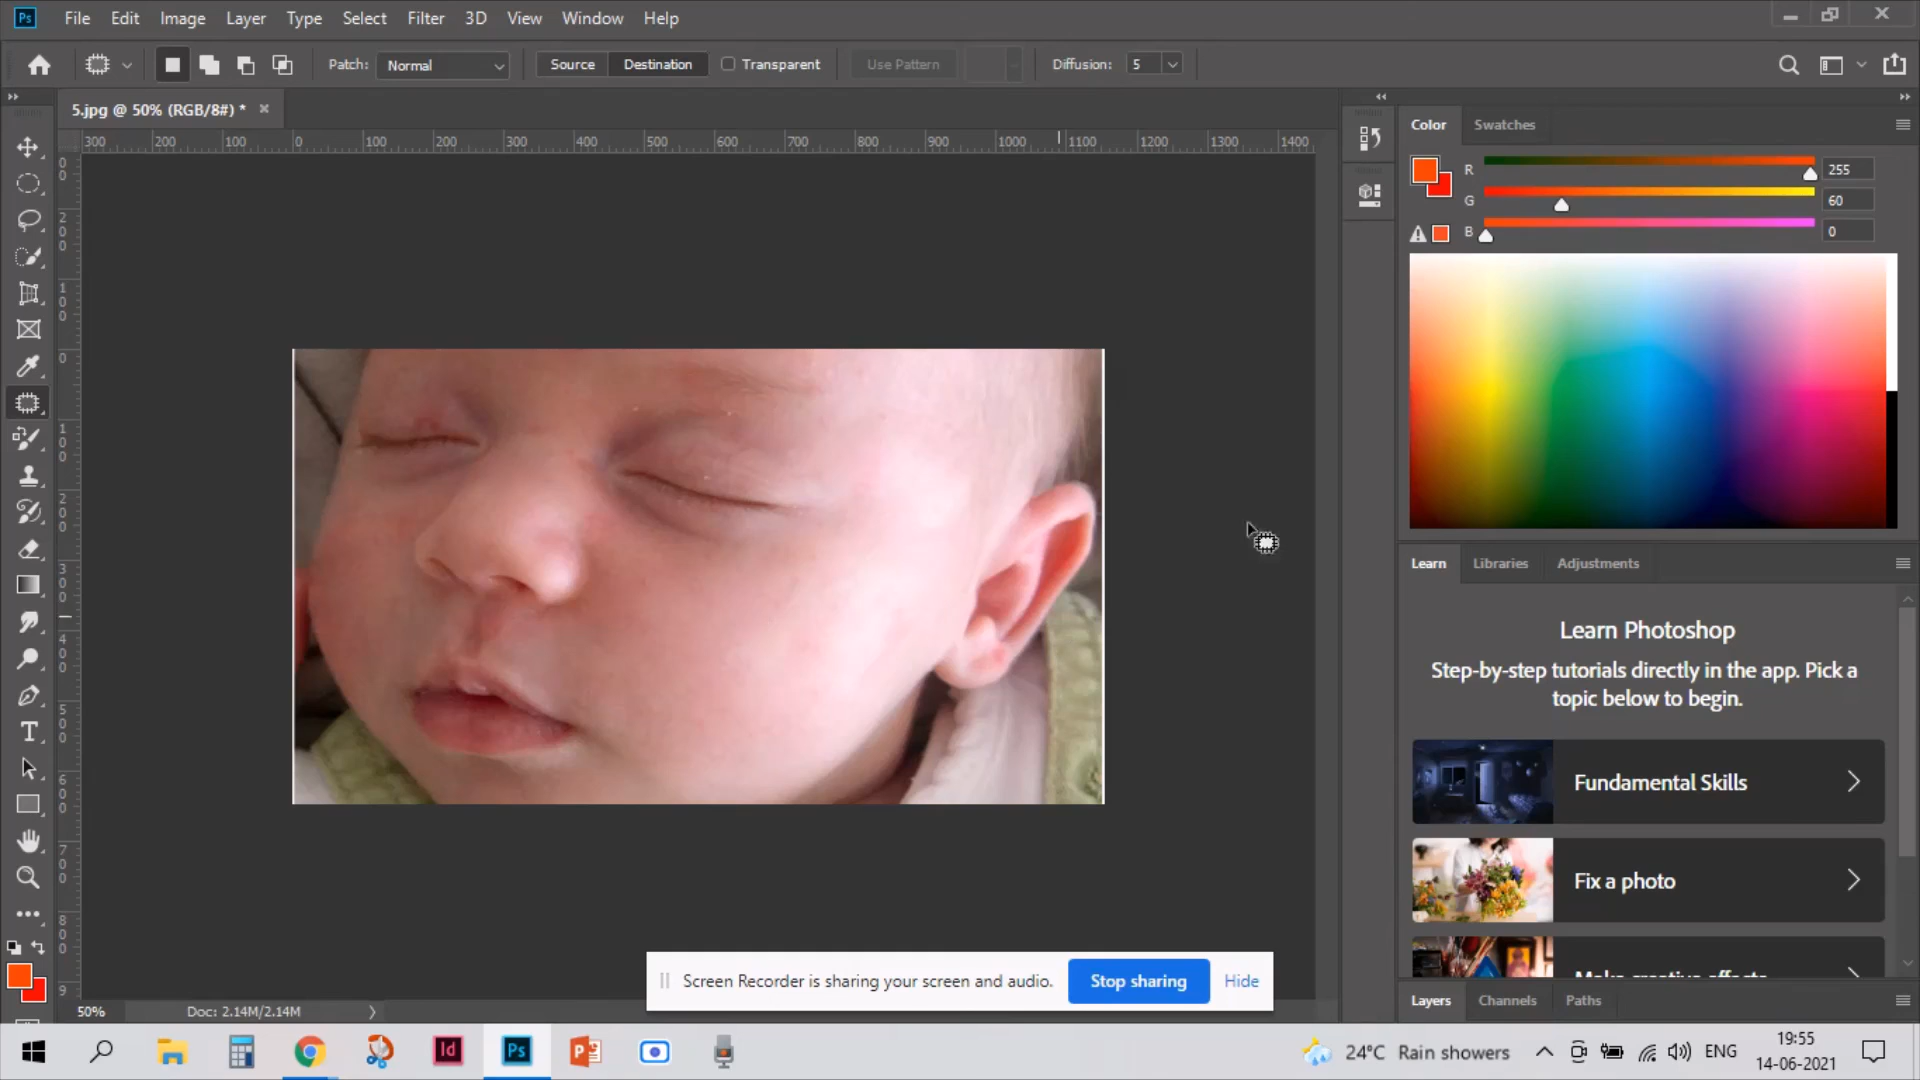 Ps File Edit Image Layer Type Select Filter 3D View Window Help
Patch: Normal Source Destination Transparent Use Pattern Diffusion: 5
5.jpg @ 50% (RGB/8#) *
300 200 100 0 100 200 300 400 500 600 700 800 900 1000 1100 1200 1300 1400
Color Swatches
R 255
G 60
B 0
Learn Libraries Adjustments
Learn Photoshop
Step-by-step tutorials directly in the app. Pick a
topic below to begin.
Fundamental Skills
Fix a photo
Make creative effects
Layers Channels Paths
Screen Recorder is sharing your screen and audio. Stop sharing Hide
50% Doc: 2.14M/2.14M
Id Ps
24°C Rain showers ENG
19:55
14-06-2021